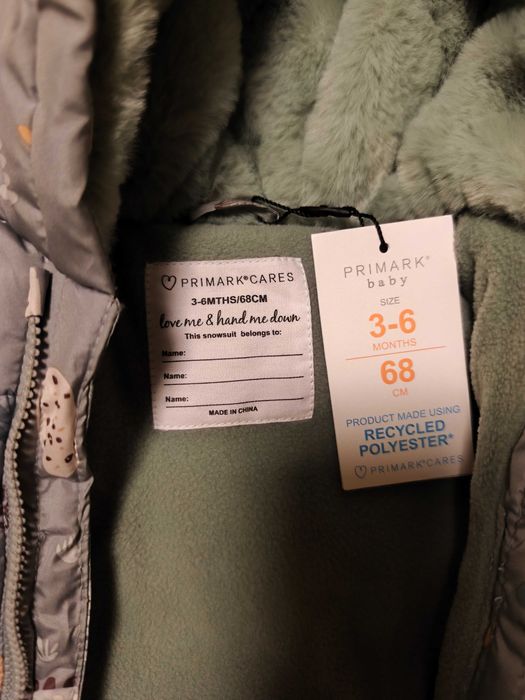 ♡ PRIMARK®CARES
3-6MTHS/68CM
love me & hand me down
This snowsuit belongs to:
Name:
Name:
Name:
MADE IN CHINA
PRIMARK®
baby
SIZE
3-6
MONTHS
68
CM
PRODUCT MADE USING
RECYCLED
POLYESTER*
♡ PRIMARK®CARES